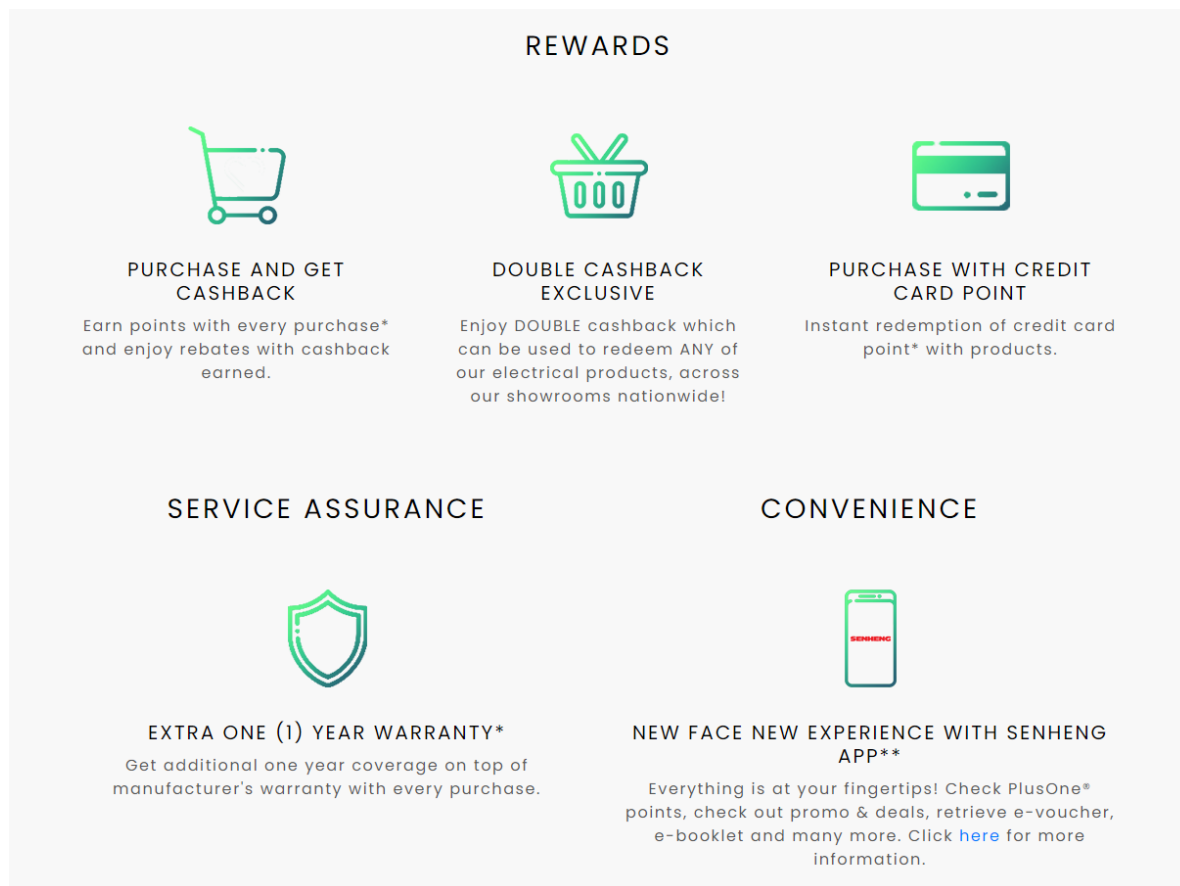 REWARDS
PURCHASE AND GET
CASHBACK
Earn points with every purchase*
and enjoy rebates with cashback
earned.
DOUBLE CASHBACK
EXCLUSIVE
Enjoy DOUBLE cashback which
can be used to redeem ANY of
our electrical products, across
our showrooms nationwide!
PURCHASE WITH CREDIT
CARD POINT
Instant redemption of credit card
point* with products.
SERVICE ASSURANCE
EXTRA ONE (1) YEAR WARRANTY*
Get additional one year coverage on top of
manufacturer's warranty with every purchase.
CONVENIENCE
SENHENG
NEW FACE NEW EXPERIENCE WITH SENHENG
APP**
Everything is at your fingertips! Check PlusOne®
points, check out promo & deals, retrieve e-voucher,
e-booklet and many more. Click here for more
information.